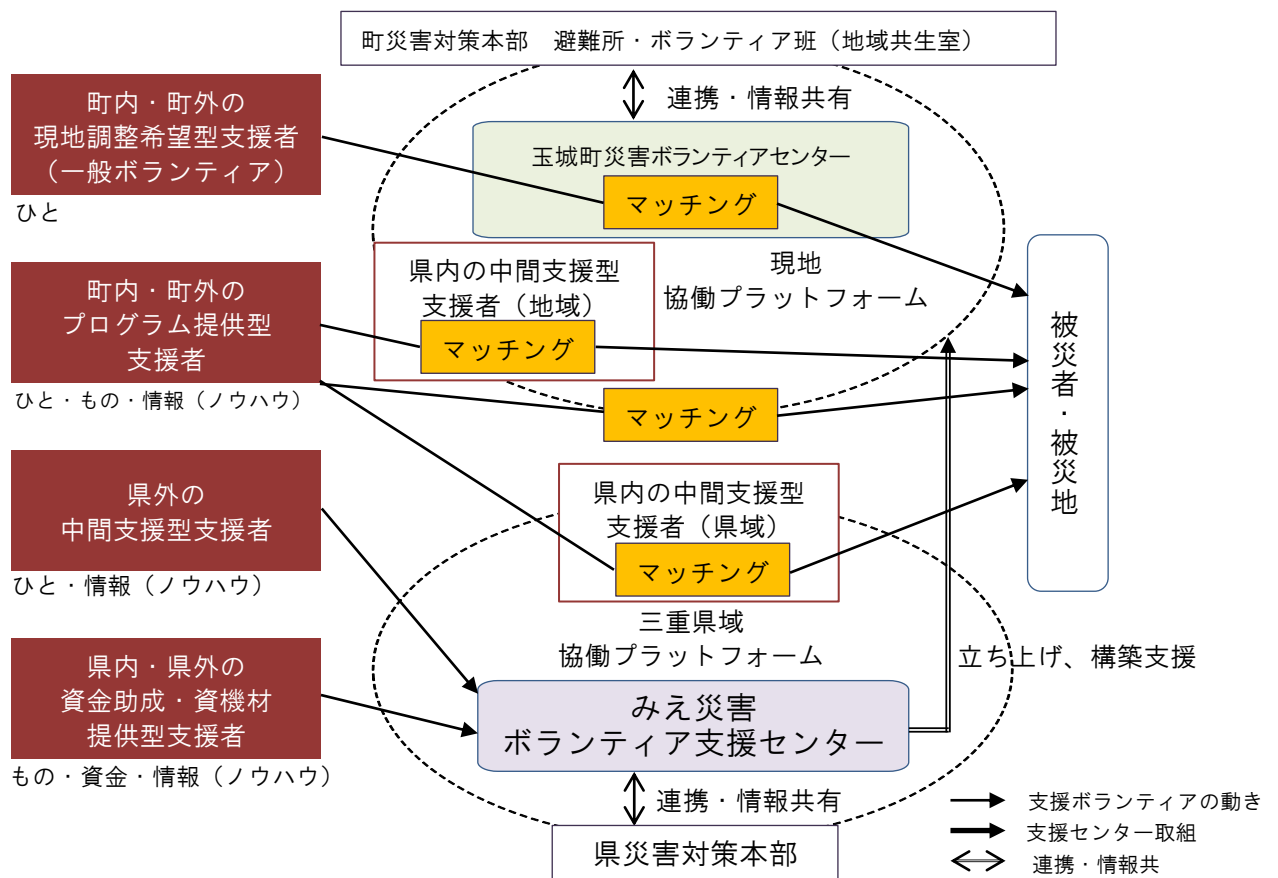 町災害対策本部　避難所・ボランティア班（地域共生室）
連携・情報共有
町内・町外の
現地調整希望型支援者
（一般ボランティア）
ひと
玉城町災害ボランティアセンター
マッチング
県内の中間支援型
支援者（地域）
マッチング
現地
協働プラットフォーム
町内・町外の
プログラム提供型
支援者
ひと・もの・情報（ノウハウ）
マッチング
被災者・被災地
県外の
中間支援型支援者
ひと・情報（ノウハウ）
県内の中間支援型
支援者（県域）
マッチング
三重県域
協働プラットフォーム
立ち上げ、構築支援
県内・県外の
資金助成・資機材
提供型支援者
もの・資金・情報（ノウハウ）
みえ災害
ボランティア支援センター
連携・情報共有
県災害対策本部
支援ボランティアの動き
支援センター取組
連携・情報共